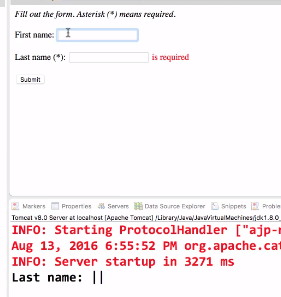 Fill out the form. Asterisk (*) means required.
First name:
Last name (*): is required
Submit
Markers Properties Servers Data Source Explorer Snippets Proble
Tomcat v8.0 Server at localhost [Apache Tomcat] /Library/Java/JavaVirtualMachines/jdk1.8.0_
INFO: Starting ProtocolHandler ["ajp-n
Aug 13, 2016 6:55:52 PM org.apache.cat
INFO: Server startup in 3271 ms
Last name: ||